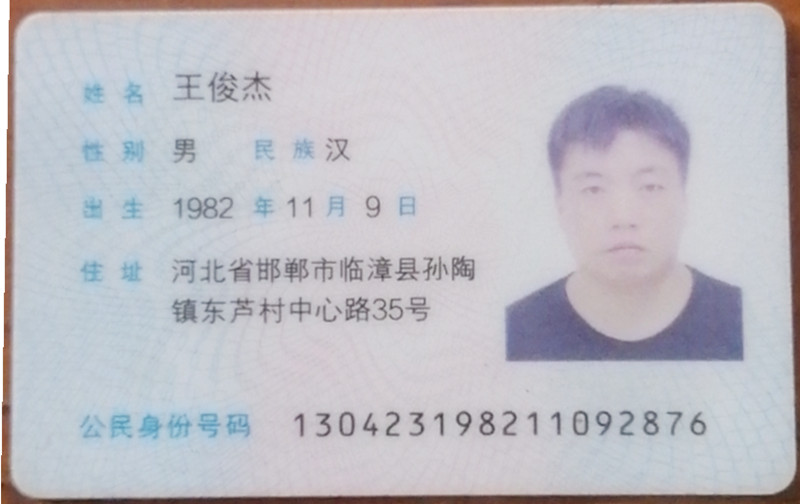 姓名 王俊杰
性别 男 民族 汉
出生 1982 年 11 月 9 日
住址 河北省邯郸市临漳县孙陶
镇东芦村中心路35号
公民身份号码 130423198211092876